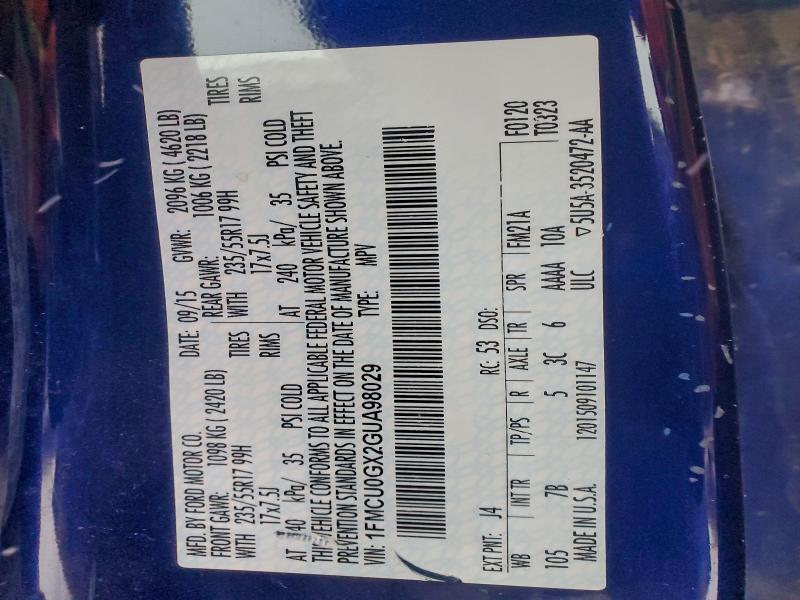 MFD. BY FORD MOTOR CO. DATE: 09/15 GVWR: 2096 KG ( 4620 LB)
FRONT GAWR: 1098 KG ( 2420 LB) REAR GAWR: 1006 KG ( 2218 LB)
WITH 235/55R17 99H TIRES WITH 235/55R17 99H TIRES
17x7.5J RIMS 17x7.5J RIMS
AT 240 kPa/ 35 PSI COLD AT 240 kPa/ 35 PSI COLD
THIS VEHICLE CONFORMS TO ALL APPLICABLE FEDERAL MOTOR VEHICLE SAFETY AND THEFT
PREVENTION STANDARDS IN EFFECT ON THE DATE OF MANUFACTURE SHOWN ABOVE.
VIN: 1FMCU0GX2GUA98029 TYPE: MPV
EXT PNT: J4 RC: 53 DSO:
WB INT TR TP/PS R AXLE TR SPR FM21A F0120
105 7B 5 3C 6 AAAA 10A T0323
MADE IN U.S.A. 1201509101147 ULC ▽5U5A-3520472-AA